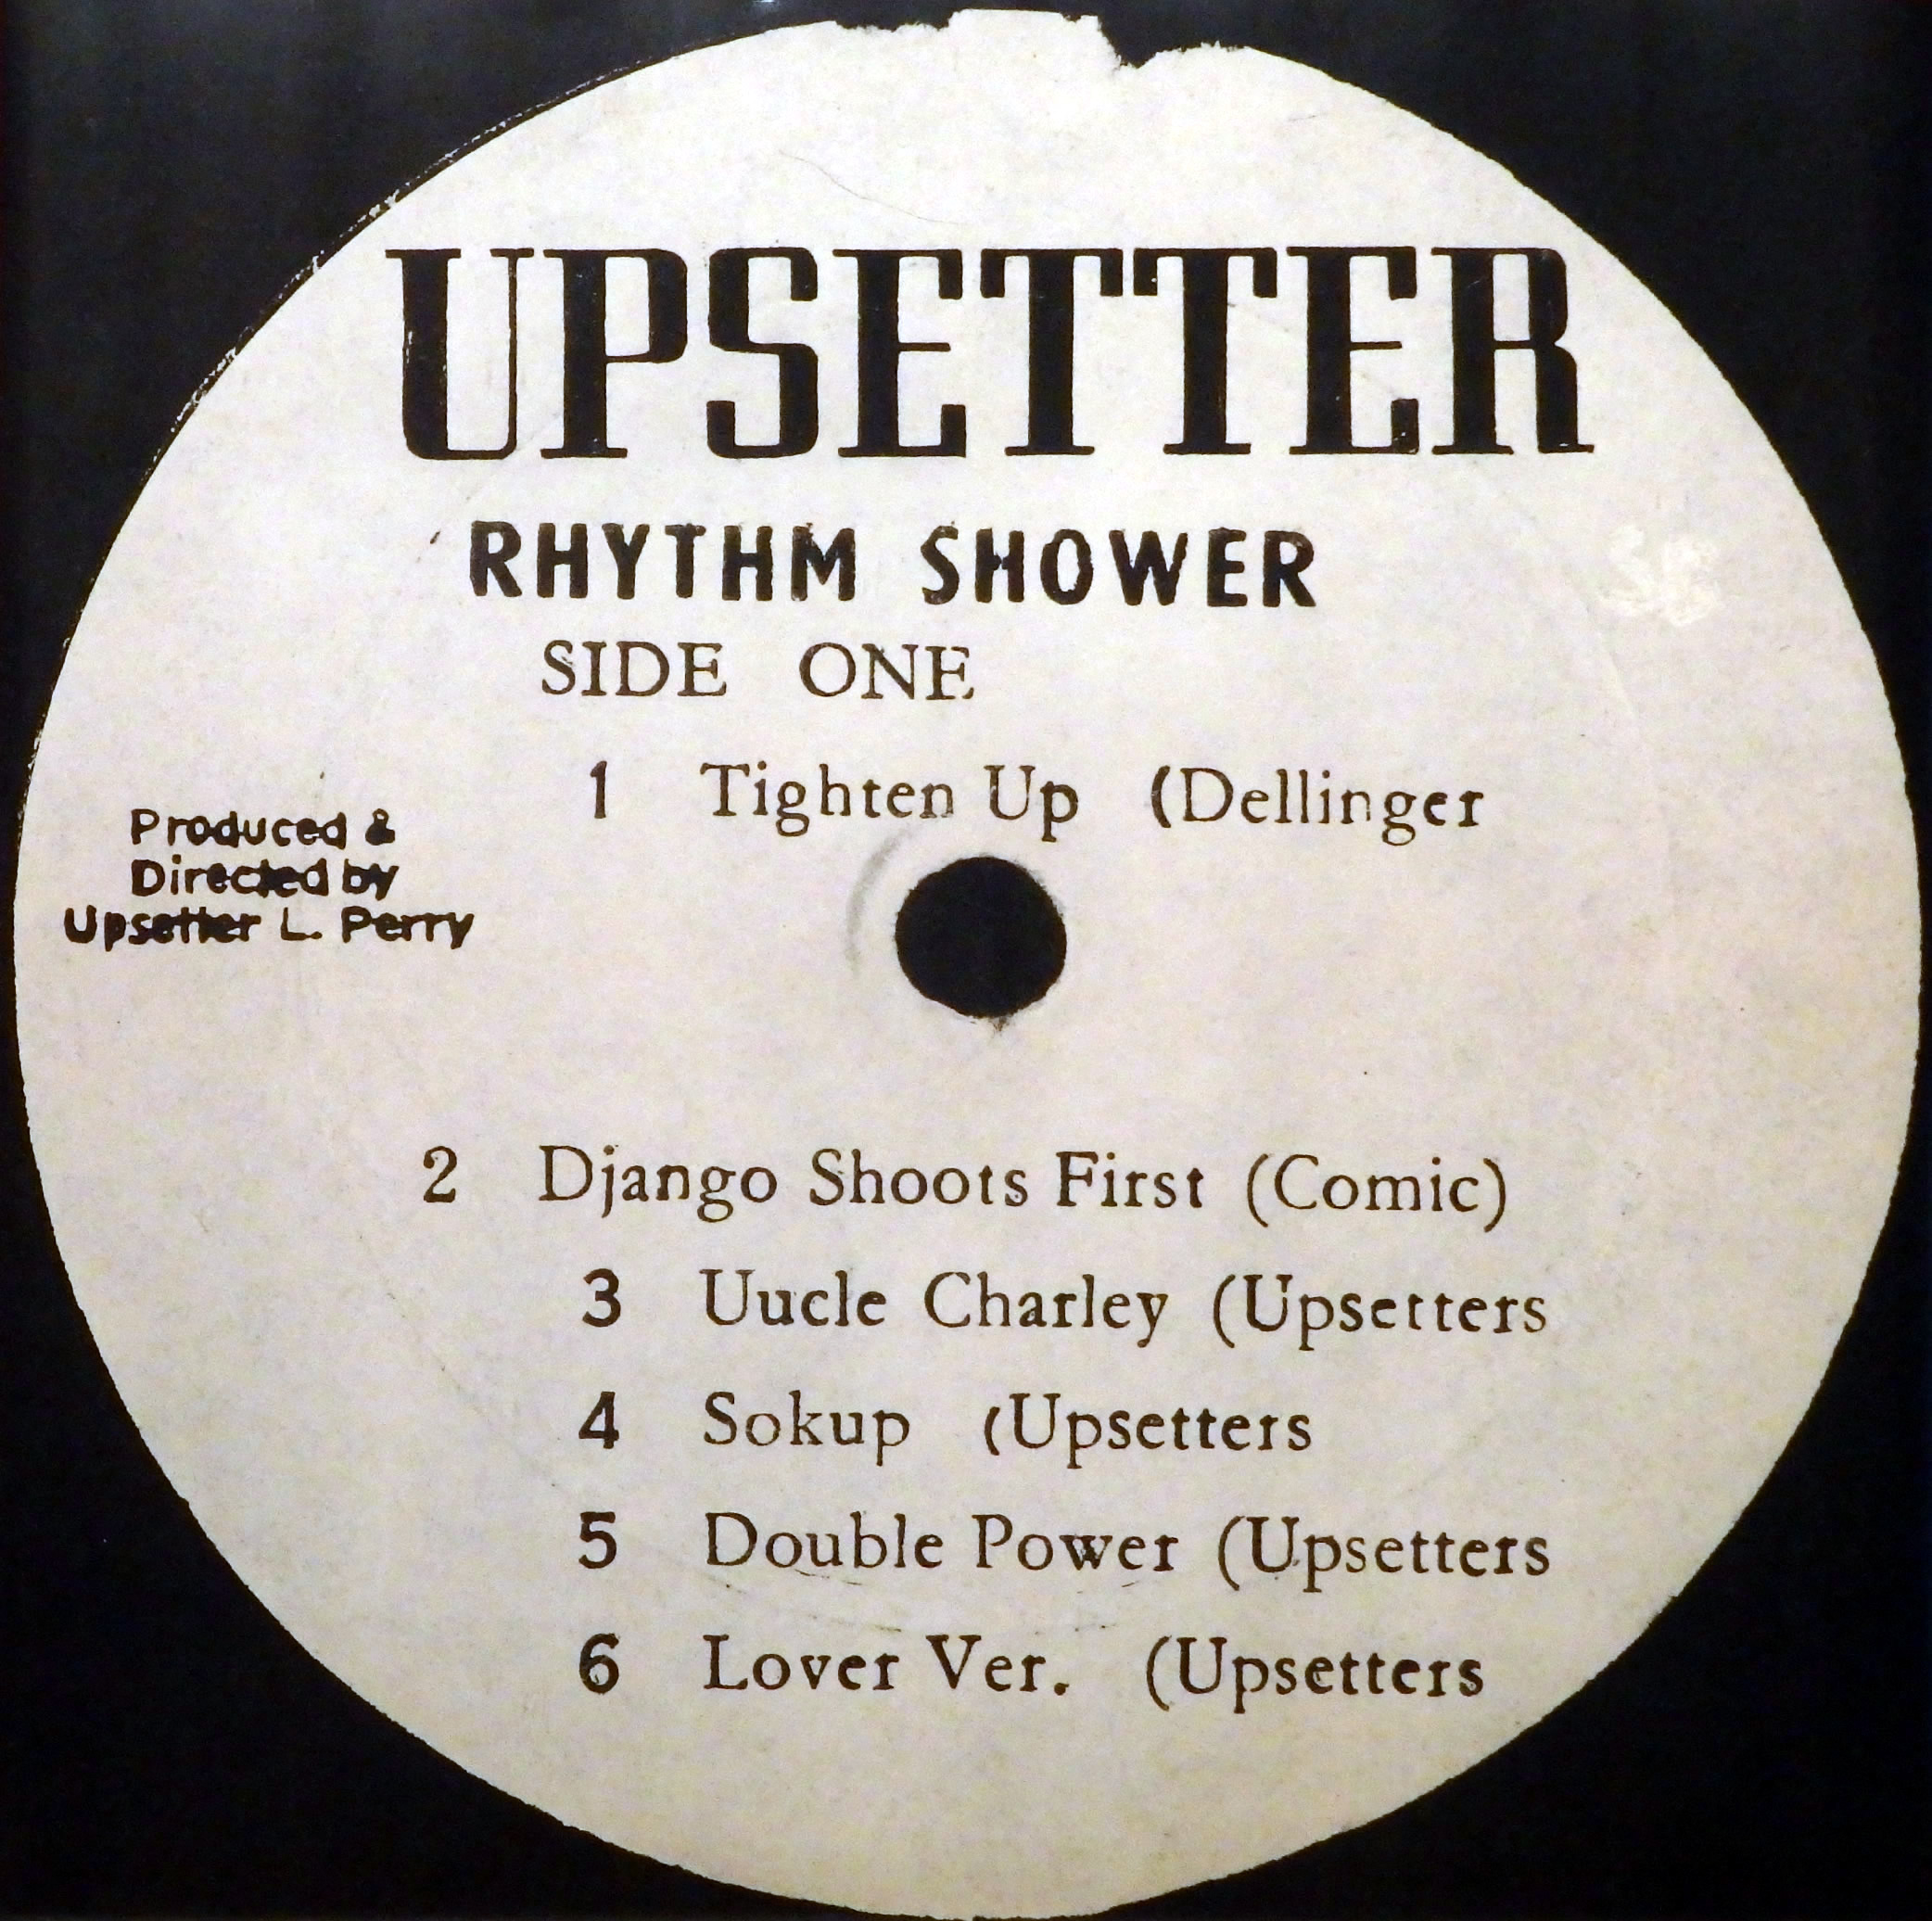 UPSETTER
RHYTHM SHOWER
SIDE ONE
1 Tighten Up (Dellinger
Produced &
Directed by
Upsetter L. Perry
2 Django Shoots First (Comic)
3 Uucle Charley (Upsetters
4 Sokup (Upsetters
5 Double Power (Upsetters
6 Lover Ver. (Upsetters